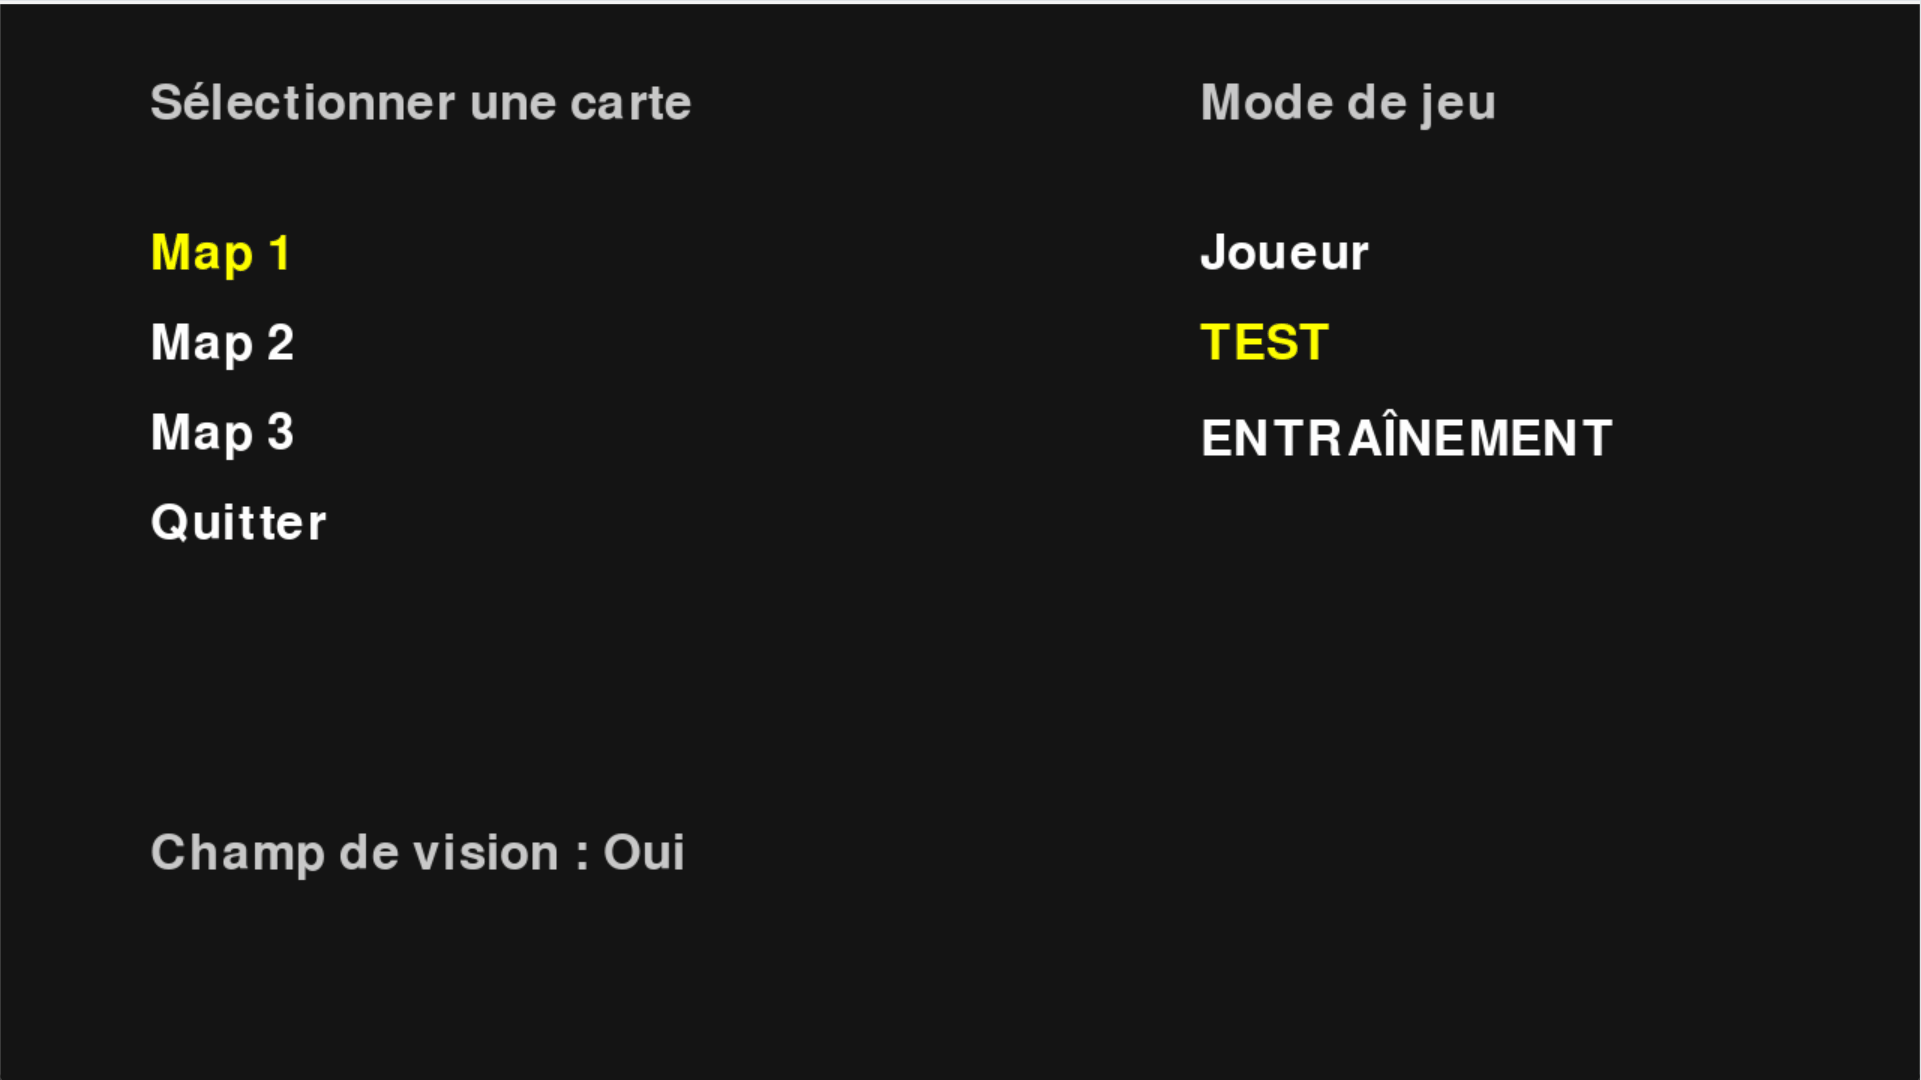 Sélectionner une carte
Map 1
Map 2
Map 3
Quitter
Champ de vision : Oui
Mode de jeu
Joueur
TEST
ENTRAÎNEMENT